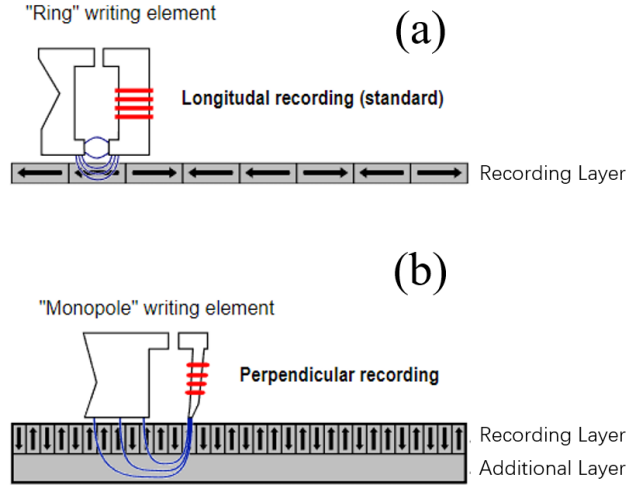 "Ring" writing element
(a)
Longitudal recording (standard)
Recording Layer
(b)
"Monopole" writing element
Perpendicular recording
Recording Layer
Additional Layer